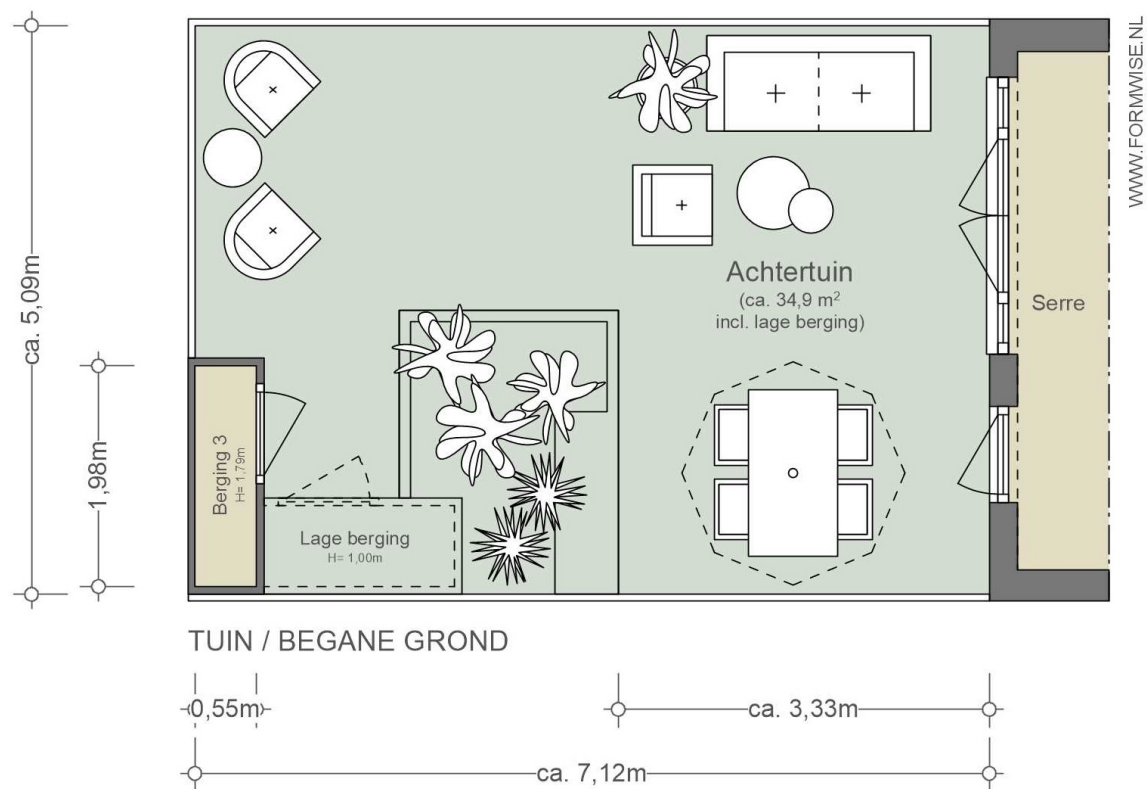 WWW.FORMWISE.NL
ca. 5,09m
1,98m
Achtertuin
(ca. 34,9 m²
incl. lage berging)
Serre
Berging 3
H= 1,79m
Lage berging
H= 1,00m
TUIN / BEGANE GROND
0,55m
ca. 3,33m
ca. 7,12m